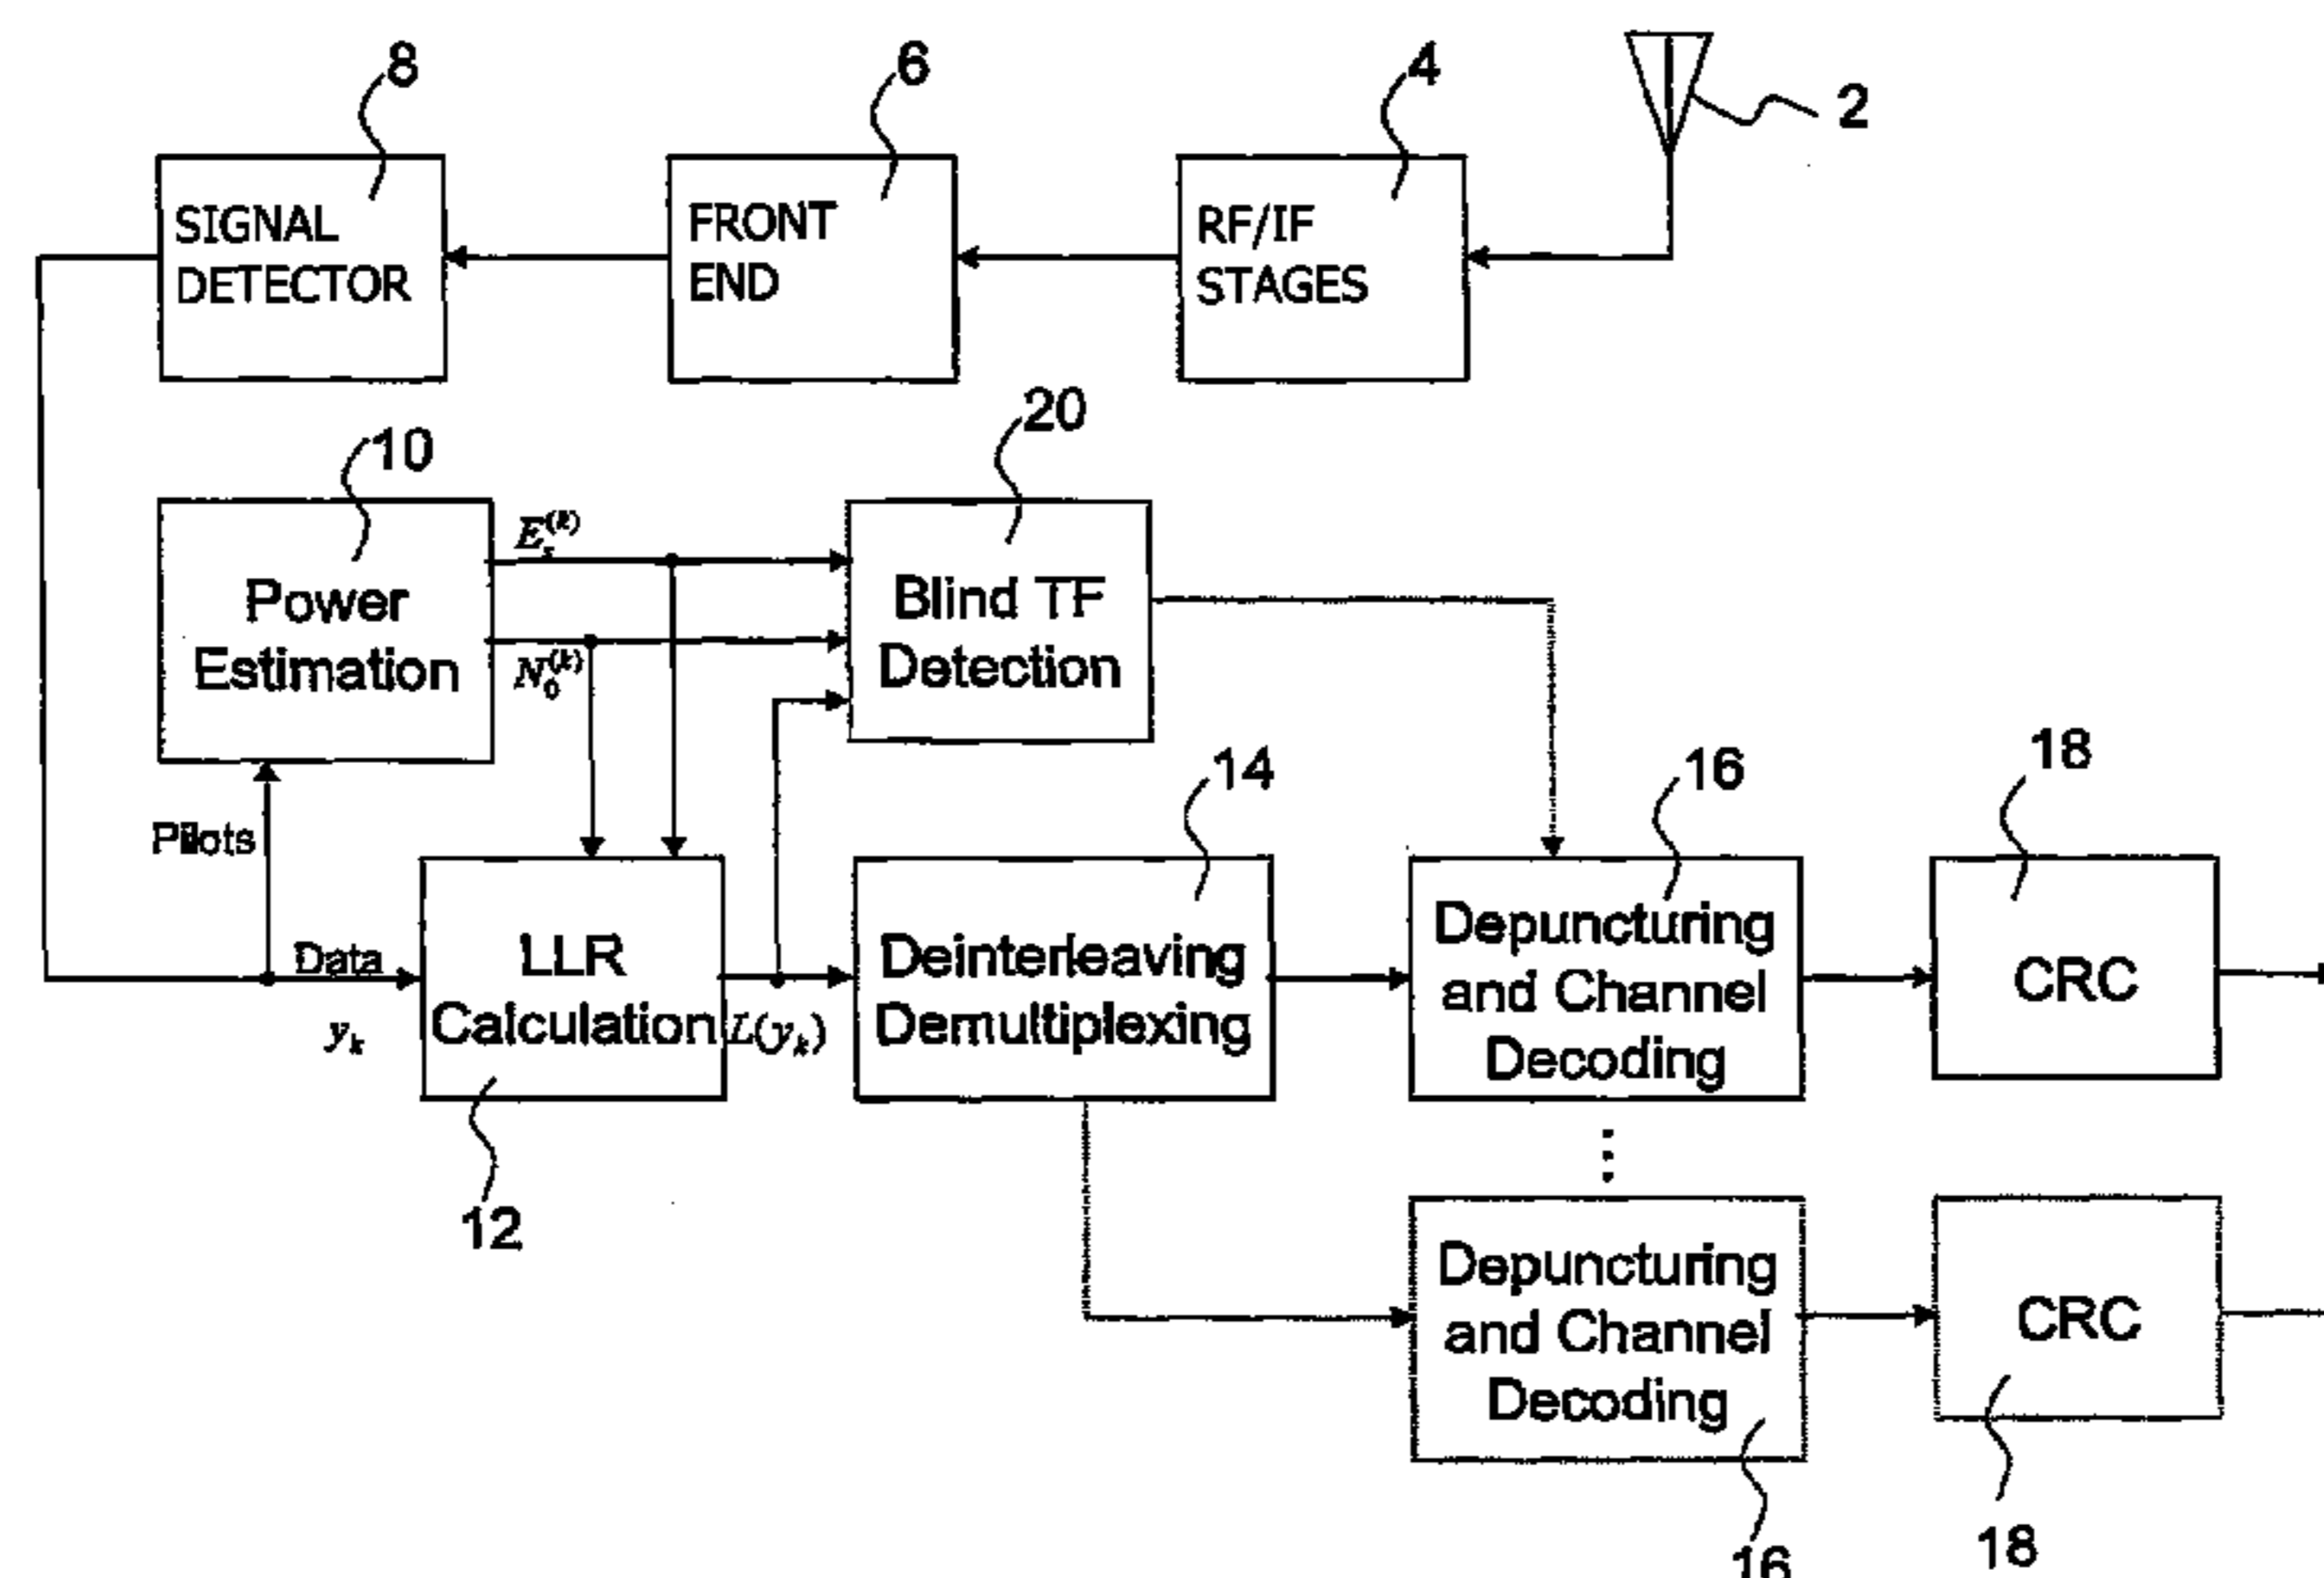 8
6
4
2
SIGNAL
DETECTOR
FRONT
END
RF/IF
STAGES
10
20
Power
Estimation
E_s^(k)
N_0^(k)
Blind TF
Detection
Pilots
Data
y_k
LLR
Calculation
12
L(y_k)
14
Deinterleaving
Demultiplexing
16
Depuncturing
and Channel
Decoding
18
CRC
Depuncturing
and Channel
Decoding
16
CRC
18